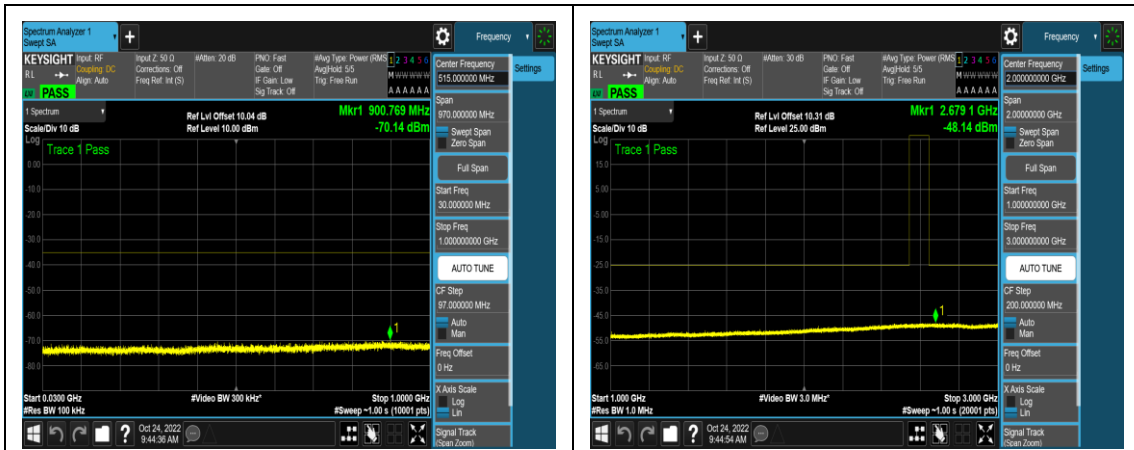 Spectrum Analyzer 1
Swept SA
Frequency
KEYSIGHT
Input: RF
Coupling: DC
Align: Auto
Input Z: 50 Ω
Corrections: Off
Freq Ref: Int (S)
#Atten: 20 dB
PNO: Fast
Gate: Off
IF Gain: Low
Sig Track: Off
#Avg Type: Power (RMS
Avg|Hold: 5/5
Trig: Free Run
1 2 3 4 5 6
M W W W W W
A A A A A A
RL
PASS
Center Frequency
515.000000 MHz
Settings
1 Spectrum
Scale/Div 10 dB
Ref Lvl Offset 10.04 dB
Ref Level 10.00 dBm
Mkr1 900.769 MHz
-70.14 dBm
Log
Trace 1 Pass
0.00
-10.0
-20.0
-30.0
-40.0
-50.0
-60.0
-70.0
-80.0
1
Span
970.000000 MHz
Swept Span
Zero Span
Full Span
Start Freq
30.000000 MHz
Stop Freq
1.000000000 GHz
AUTO TUNE
CF Step
97.000000 MHz
Auto
Man
Freq Offset
0 Hz
X Axis Scale
Log
Lin
Signal Track
(Span Zoom)
Start 0.0300 GHz
#Res BW 100 kHz
#Video BW 300 kHz*
Stop 1.0000 GHz
#Sweep ~1.00 s (10001 pts)
?
Oct 24, 2022
9:44:36 AM
Spectrum Analyzer 1
Swept SA
Frequency
KEYSIGHT
Input: RF
Coupling: DC
Align: Auto
Input Z: 50 Ω
Corrections: Off
Freq Ref: Int (S)
#Atten: 30 dB
PNO: Fast
Gate: Off
IF Gain: Low
Sig Track: Off
#Avg Type: Power (RMS
Avg|Hold: 5/5
Trig: Free Run
1 2 3 4 5 6
M W W W W W
A A A A A A
RL
PASS
Center Frequency
2.000000000 GHz
Settings
1 Spectrum
Scale/Div 10 dB
Ref Lvl Offset 10.31 dB
Ref Level 25.00 dBm
Mkr1 2.679 1 GHz
-48.14 dBm
Log
Trace 1 Pass
15.0
5.00
-5.00
-15.0
-25.0
-35.0
-45.0
-55.0
-65.0
1
Span
2.00000000 GHz
Swept Span
Zero Span
Full Span
Start Freq
1.000000000 GHz
Stop Freq
3.000000000 GHz
AUTO TUNE
CF Step
200.000000 MHz
Auto
Man
Freq Offset
0 Hz
X Axis Scale
Log
Lin
Signal Track
(Span Zoom)
Start 1.000 GHz
#Res BW 1.0 MHz
#Video BW 3.0 MHz*
Stop 3.000 GHz
#Sweep ~1.00 s (20001 pts)
?
Oct 24, 2022
9:44:54 AM